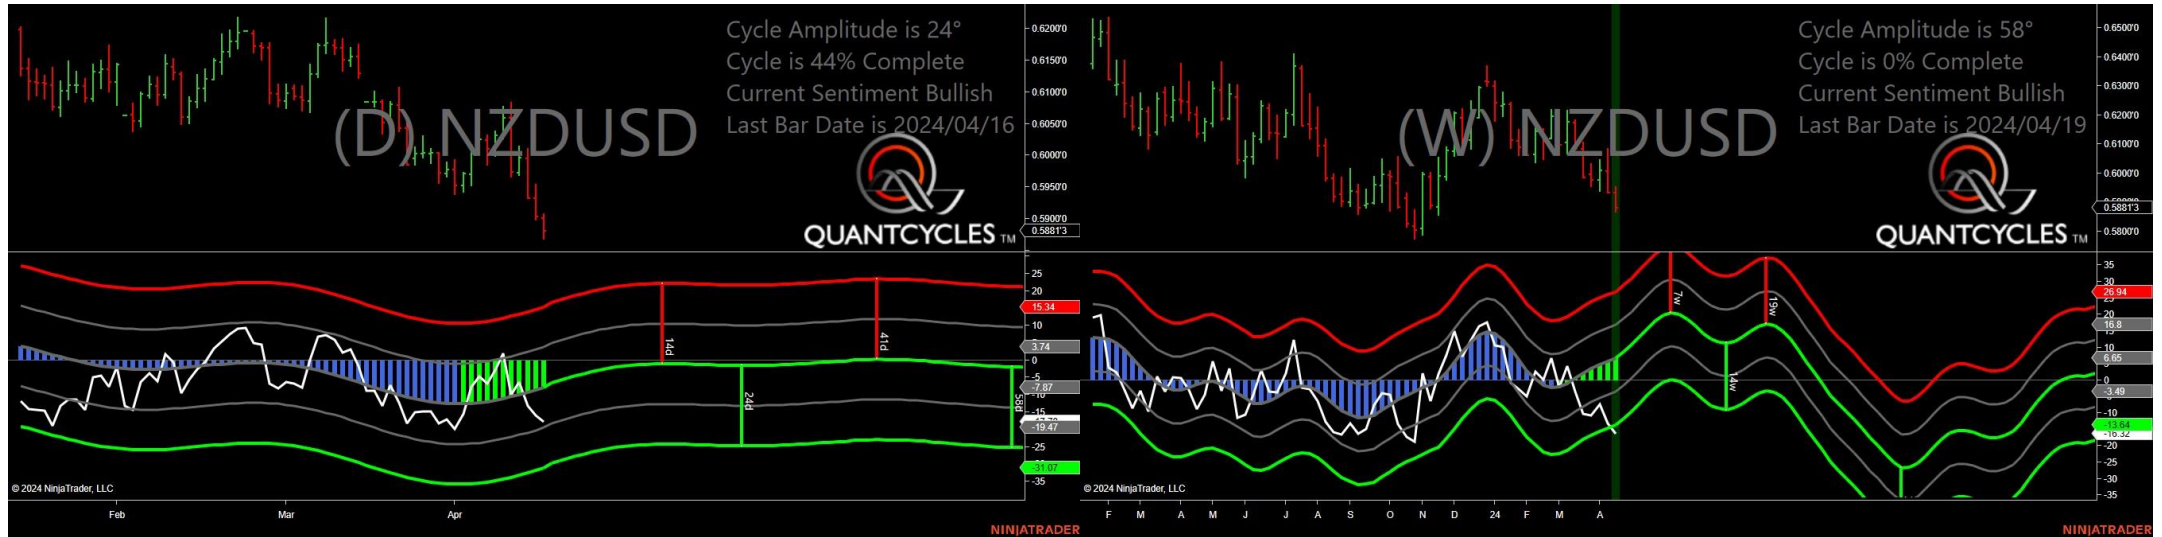 Cycle Amplitude is 24°
Cycle is 44% Complete
Current Sentiment Bullish
Last Bar Date is 2024/04/16
(D) NZDUSD
QUANTCYCLES TM
0.6200'0
0.6150'0
0.6100'0
0.6050'0
0.6000'0
0.5950'0
0.5900'0
0.5881'3
14d
24d
41d
58d
25
20
15.34
10
3.74
0
-5
-7.87
-15
-19.47
-25
-31.07
-35
© 2024 NinjaTrader, LLC
Feb Mar Apr
NINJATRADER
Cycle Amplitude is 58°
Cycle is 0% Complete
Current Sentiment Bullish
Last Bar Date is 2024/04/19
(W) NZDUSD
QUANTCYCLES TM
0.6500'0
0.6400'0
0.6300'0
0.6200'0
0.6100'0
0.6000'0
0.5881'3
0.5800'0
7w
14w
19w
35
30
26.94
20
16.8
10
6.65
0
-3.49
-10
-13.64
-16.32
-20
-25
-30
-35
© 2024 NinjaTrader, LLC
F M A M J J A S O N D 24 F M A
NINJATRADER